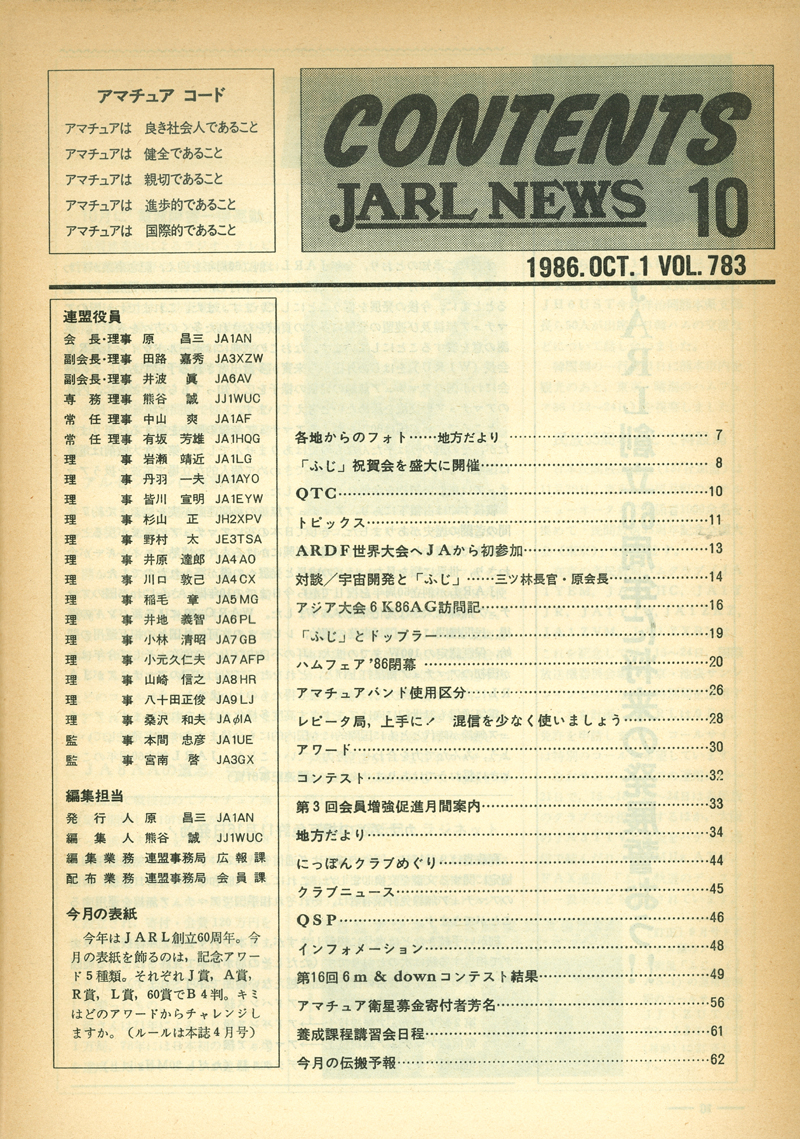 アマチュア コード
アマチュアは 良き社会人であること
アマチュアは 健全であること
アマチュアは 親切であること
アマチュアは 進歩的であること
アマチュアは 国際的であること
CONTENTS
JARL NEWS 10
1986.OCT.1 VOL.783
連盟役員
会長・理事 原 昌三 JA1AN
副会長・理事 田路 嘉秀 JA3XZW
副会長・理事 井波 眞 JA6AV
専務理事 熊谷 誠 JJ1WUC
常任理事 中山 爽 JA1AF
常任理事 有坂 芳雄 JA1HQG
理事 岩瀬 靖近 JA1LG
理事 丹羽 一夫 JA1AYO
理事 皆川 宣明 JA1EYW
理事 杉山 正 JH2XPV
理事 野村 太 JE3TSA
理事 井原 達郎 JA4AO
理事 川口 敦己 JA4CX
理事 稲毛 章 JA5MG
理事 井地 義智 JA6PL
理事 小林 清昭 JA7GB
理事 小元久仁夫 JA7AFP
理事 山崎 信之 JA8HR
理事 八十田正俊 JA9LJ
理事 桑沢 和夫 JAφIA
監事 本間 忠彦 JA1UE
監事 宮南 啓 JA3GX
編集担当
発行人 原 昌三 JA1AN
編集人 熊谷 誠 JJ1WUC
編集業務 連盟事務局 広報課
配布業務 連盟事務局 会員課
今月の表紙
今年はJARL創立60周年。今
月の表紙を飾るのは，記念アワー
ド5種類。それぞれJ賞，A賞，
R賞，L賞，60賞でB4判。キミ
はどのアワードからチャレンジし
ますか。（ルールは本誌4月号）
各地からのフォト……地方だより …… 7
「ふじ」祝賀会を盛大に開催…… 8
QTC……10
トピックス……11
ARDF世界大会へJAから初参加……13
対談／宇宙開発と「ふじ」……三ツ林長官・原会長……14
アジア大会6K86AG訪問記……16
「ふじ」とドップラー……19
ハムフェア'86閉幕 ……20
アマチュアバンド使用区分……26
レピータ局，上手に！ 混信を少なく使いましょう……28
アワード……30
コンテスト……32
第3回会員増強促進月間案内……33
地方だより……34
にっぽんクラブめぐり……44
クラブニュース……45
QSP……46
インフォメーション……48
第16回6m & downコンテスト結果……49
アマチュア衛星募金寄付者芳名……56
養成課程講習会日程……61
今月の伝搬予報……62